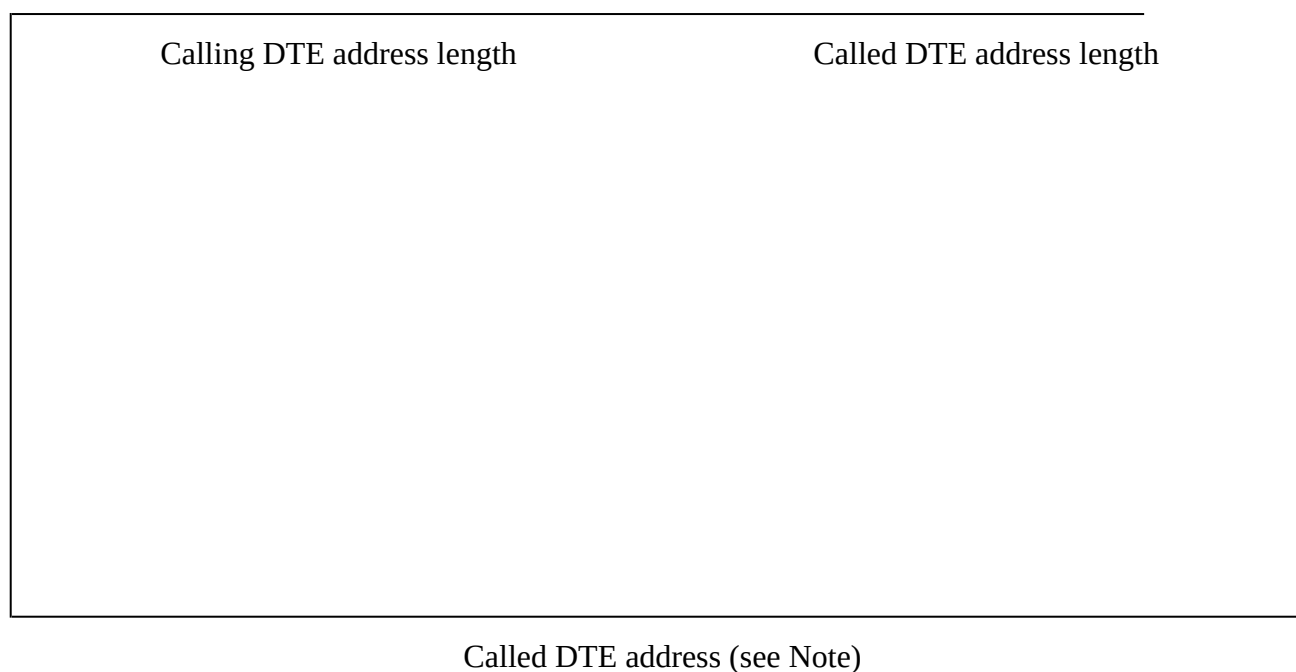 Calling DTE address length Called DTE address length
Called DTE address (see Note)